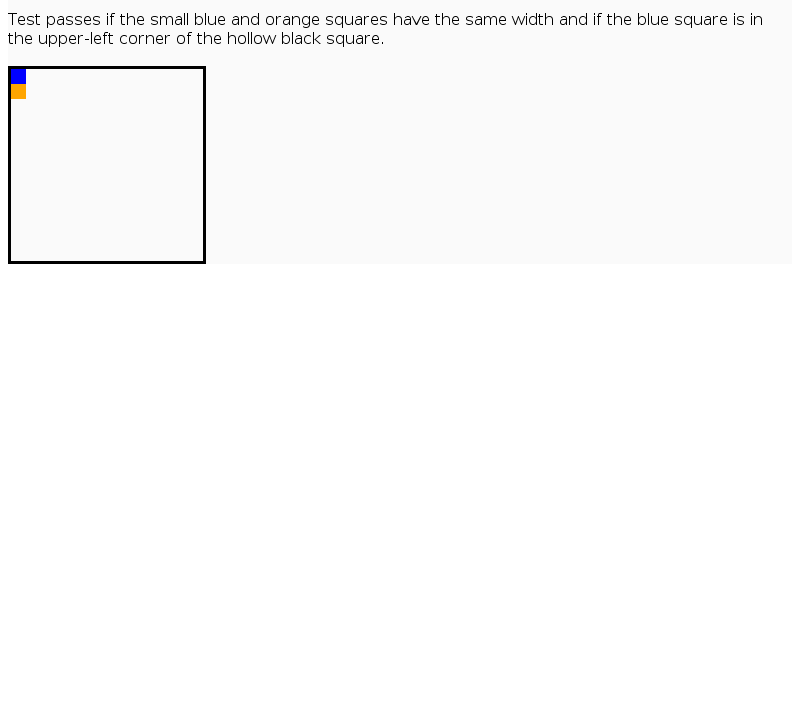 Test passes if the small blue and orange squares have the same width and if the blue square is in
the upper-left corner of the hollow black square.